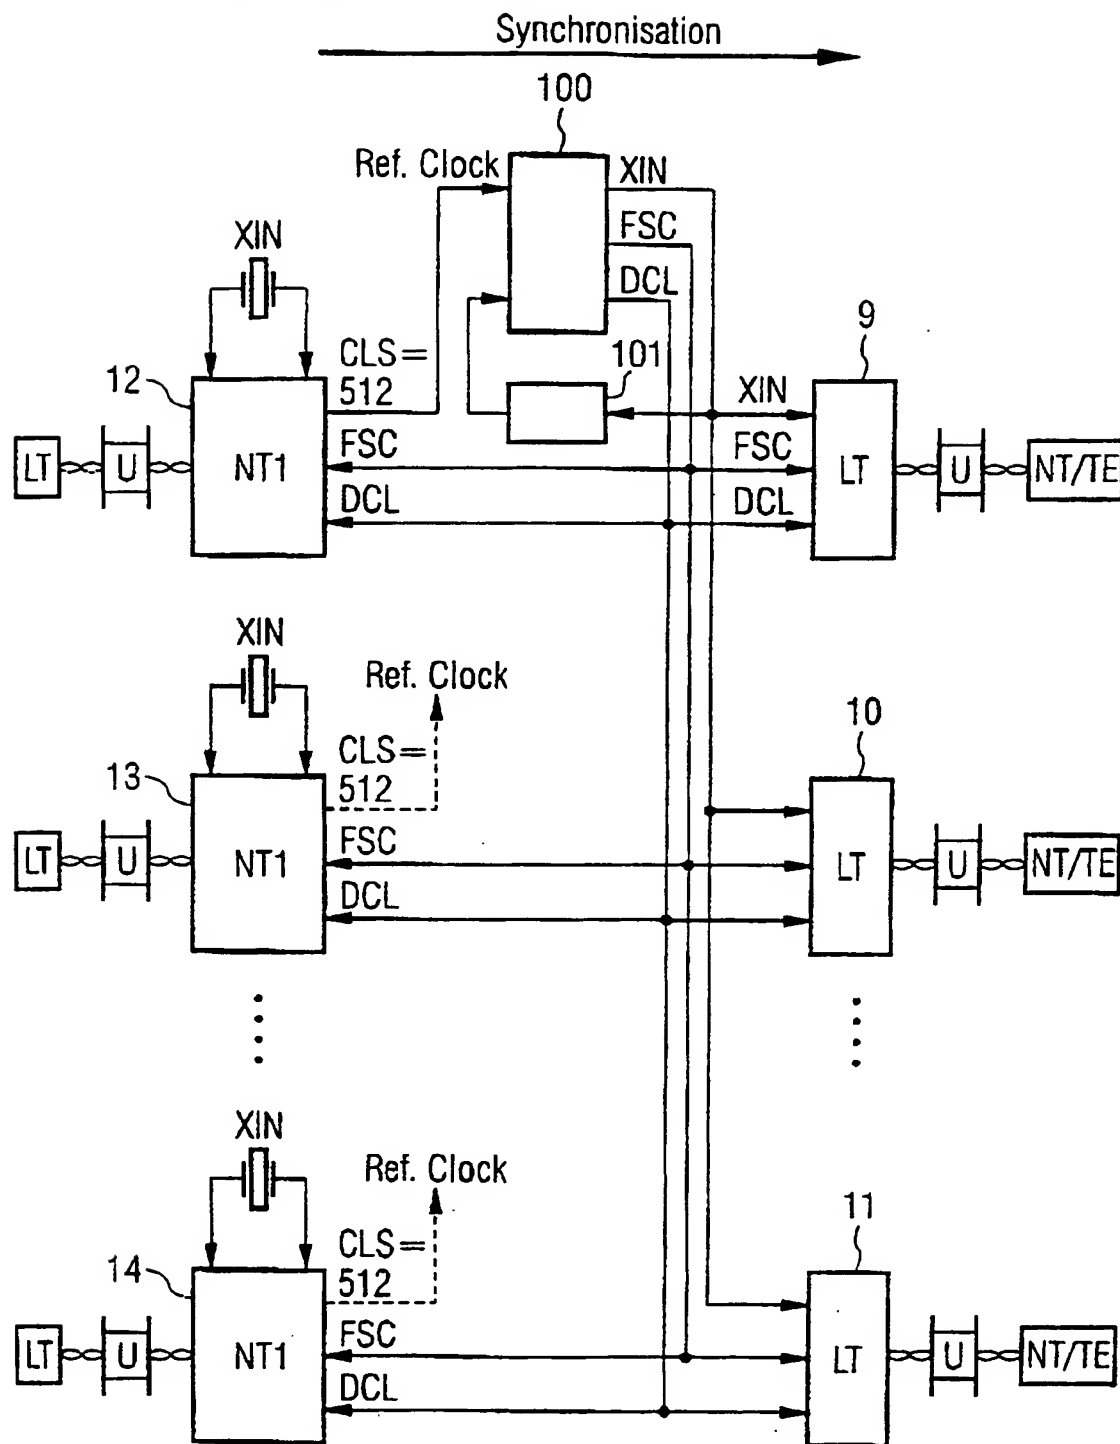 Synchronisation
100
Ref. Clock
XIN
FSC
DCL
XIN
CLS=
512
12
NT1
LT
U
FSC
DCL
101
9
XIN
FSC
DCL
LT
U
NT/TE
XIN
Ref. Clock
CLS=
512
13
NT1
LT
U
FSC
DCL
10
LT
U
NT/TE
XIN
Ref. Clock
CLS=
512
14
NT1
LT
U
FSC
DCL
11
LT
U
NT/TE